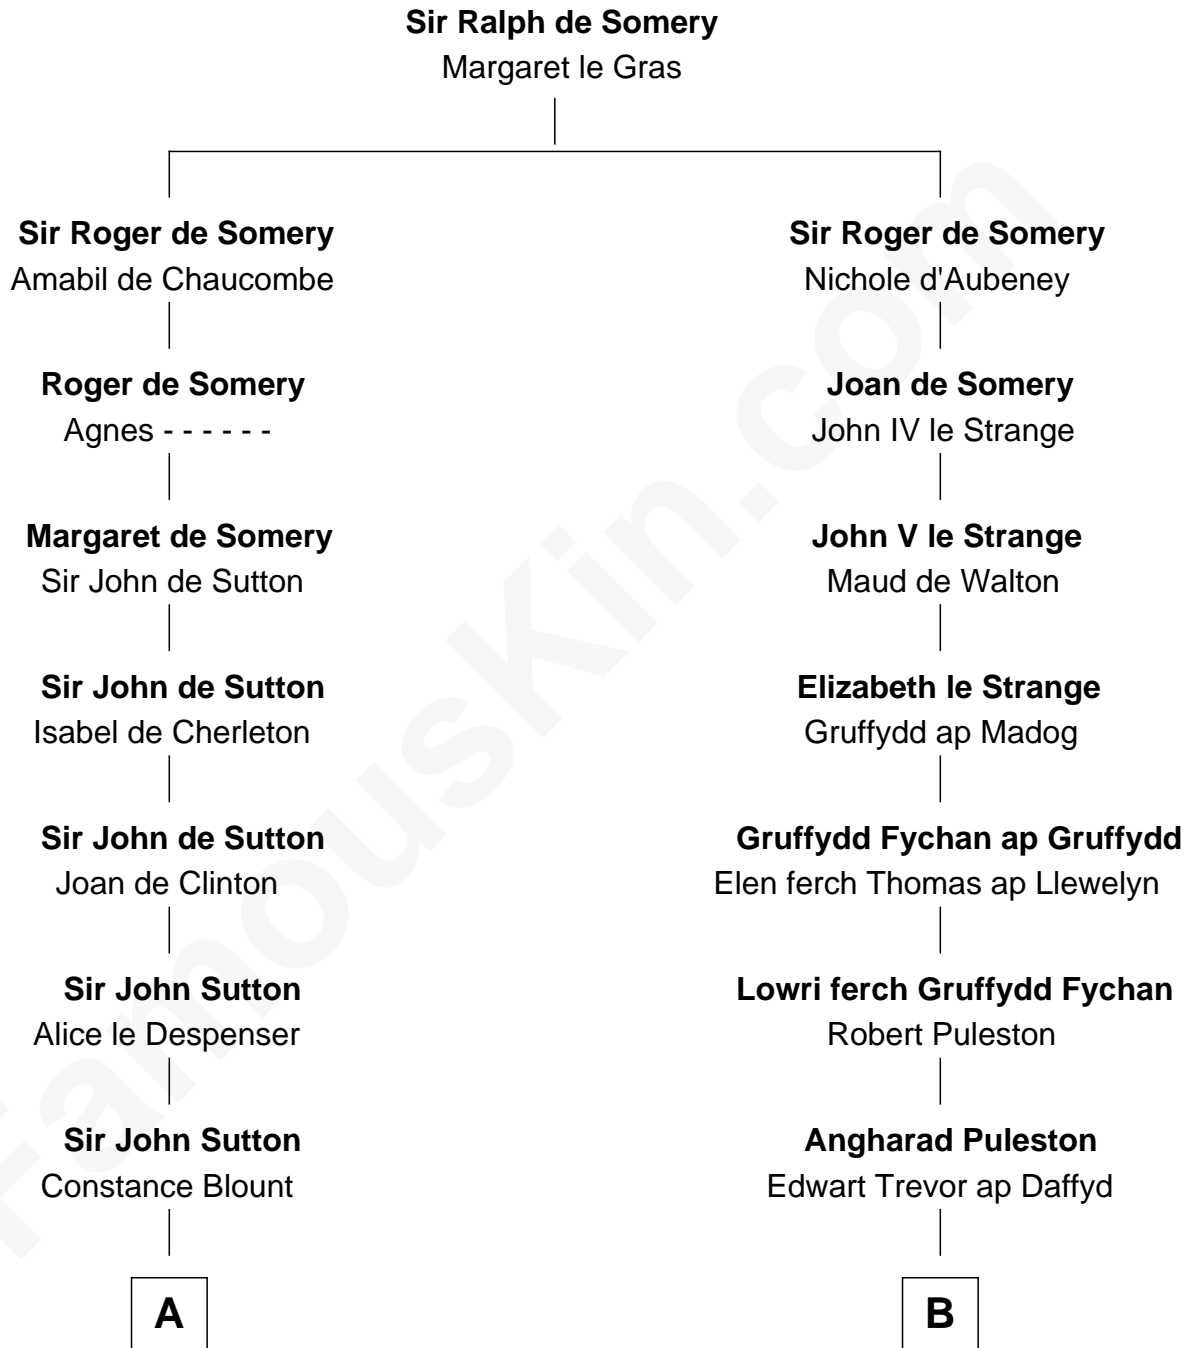 Sir Ralph de Somery
Margaret le Gras
Sir Roger de Somery
Amabil de Chaucombe
Sir Roger de Somery
Nichole d'Aubeney
Roger de Somery
Agnes - - - - - -
Joan de Somery
John IV le Strange
Margaret de Somery
Sir John de Sutton
John V le Strange
Maud de Walton
Sir John de Sutton
Isabel de Cherleton
Elizabeth le Strange
Gruffydd ap Madog
Sir John de Sutton
Joan de Clinton
Gruffydd Fychan ap Gruffydd
Elen ferch Thomas ap Llewelyn
Sir John Sutton
Alice le Despenser
Lowri ferch Gruffydd Fychan
Robert Puleston
Sir John Sutton
Constance Blount
Angharad Puleston
Edwart Trevor ap Daffyd
A
B
FamousKin.com